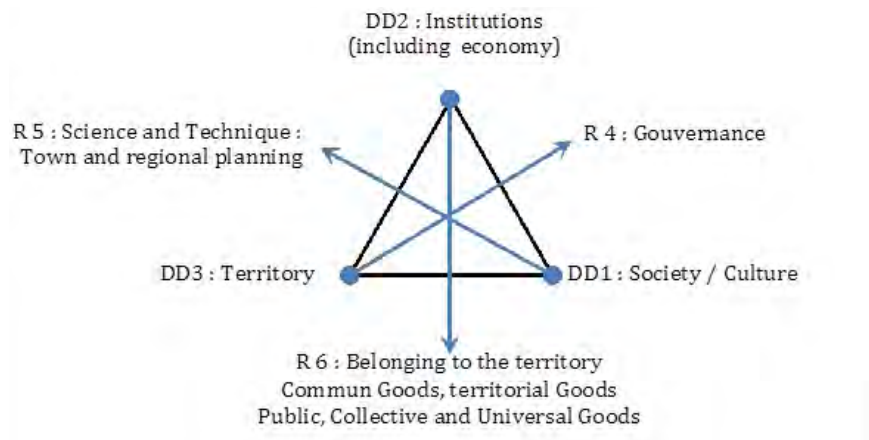 DD2 : Institutions
(including economy)
R 5 : Science and Technique :
Town and regional planning
R 4 : Gouvernance
DD3 : Territory
DD1 : Society / Culture
R 6 : Belonging to the territory
Commun Goods, territorial Goods
Public, Collective and Universal Goods